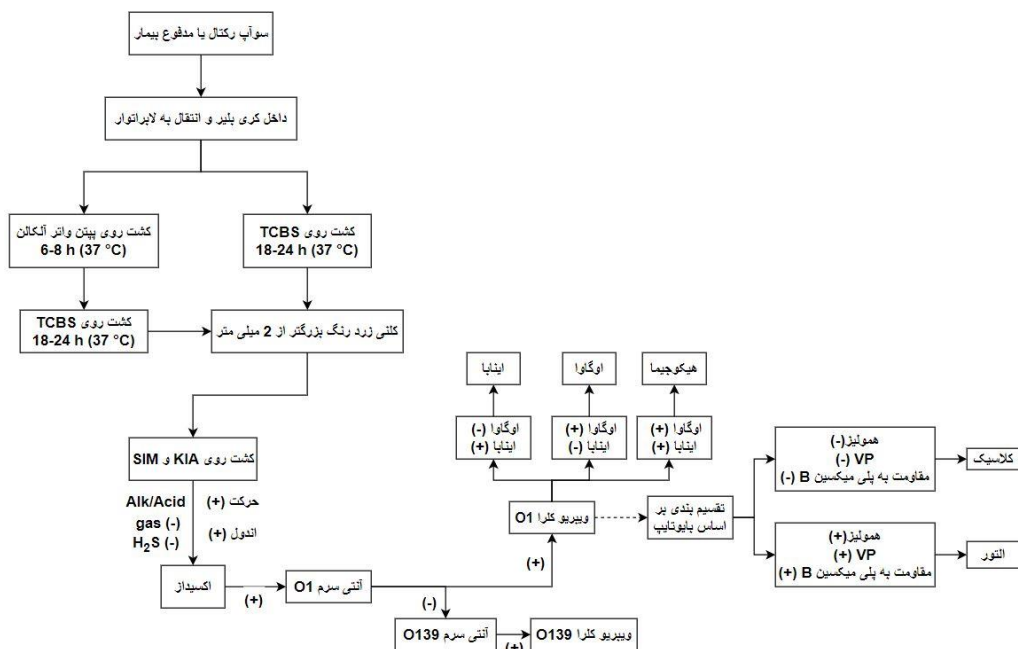 سوآپ رکتال یا مدفوع بیمار
داخل کری بلیر و انتقال به لابراتوار
کشت روی پپتن واتر آلکالن
6-8 h (37 °C)
کشت روی TCBS
18-24 h (37 °C)
کشت روی TCBS
18-24 h (37 °C)
کلنی زرد رنگ بزرگتر از 2 میلی متر
کشت روی KIA و SIM
Alk/Acid
gas (-)
H₂S (-)
حرکت (+)
اندول (+)
اکسیداز
(+)
آنتی سرم O1
(-)
آنتی سرم O139
(+)
ویبریو کلرا O139
(+)
ویبریو کلرا O1
اوگاوا (-)
اینابا (+)
اینابا
اوگاوا (+)
اینابا (-)
اوگاوا
اوگاوا (+)
اینابا (+)
هیکوجیما
تقسیم بندی بر
اساس بایوتایپ
همولیز(-)
VP (-)
مقاومت به پلی میکسین B (-)
کلاسیک
همولیز(+)
VP (+)
مقاومت به پلی میکسین B (+)
التور